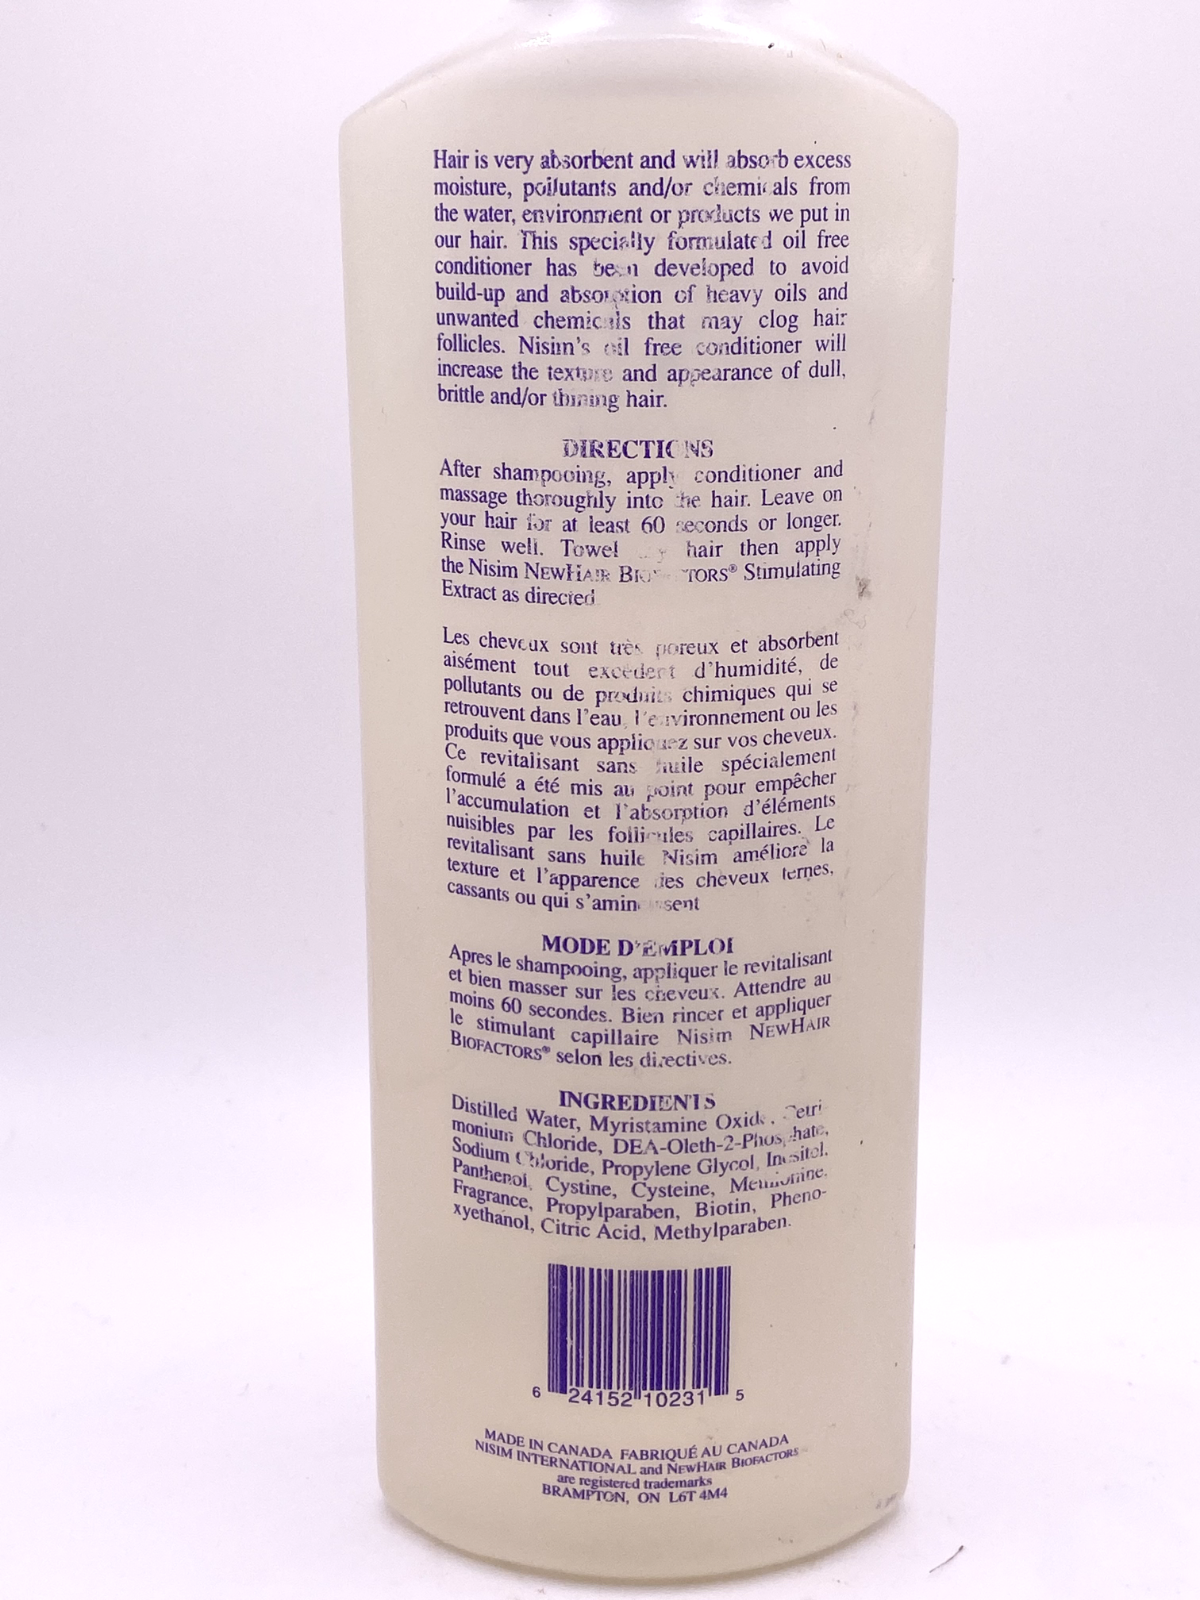 Hair is very absorbent and will absorb excess
moisture, pollutants and/or chemicals from
the water, environment or products we put in
our hair. This specially formulated oil free
conditioner has been developed to avoid
build-up and absorption of heavy oils and
unwanted chemicals that may clog hair
follicles. Nisim's oil free conditioner will
increase the texture and appearance of dull,
brittle and/or thining hair.
DIRECTIONS
After shampooing, apply conditioner and
massage thoroughly into the hair. Leave on
your hair for at least 60 seconds or longer.
Rinse well. Towel hair then apply
the Nisim NEWHAIR BIOFACTORS® Stimulating
Extract as directed
Les cheveux sont très poreux et absorbent
aisément tout excédent d'humidité, de
pollutants ou de produits chimiques qui se
retrouvent dans l'eau, l'environnement ou les
produits que vous appliquez sur vos cheveux.
Ce revitalisant sans huile spécialement
formulé a été mis au point pour empêcher
l'accumulation et l'absorption d'éléments
nuisibles par les follicules capillaires. Le
revitalisant sans huile Nisim améliore la
texture et l'apparence des cheveux ternes,
cassants ou qui s'amincissent
MODE D'EMPLOI
Apres le shampooing, appliquer le revitalisant
et bien masser sur les cheveux. Attendre au
moins 60 secondes. Bien rincer et appliquer
le stimulant capillaire Nisim NEWHAIR
BIOFACTORS® selon les directives.
INGREDIENTS
Distilled Water, Myristamine Oxide, Cetri-
monium Chloride, DEA-Oleth-2-Phosphate,
Sodium Chloride, Propylene Glycol, Inositol,
Panthenol, Cystine, Cysteine, Methionine,
Fragrance, Propylparaben, Biotin, Pheno-
xyethanol, Citric Acid, Methylparaben.
6 24152 10231 5
MADE IN CANADA FABRIQUÉ AU CANADA
NISIM INTERNATIONAL and NEWHAIR BIOFACTORS
are registered trademarks
BRAMPTON, ON L6T 4M4